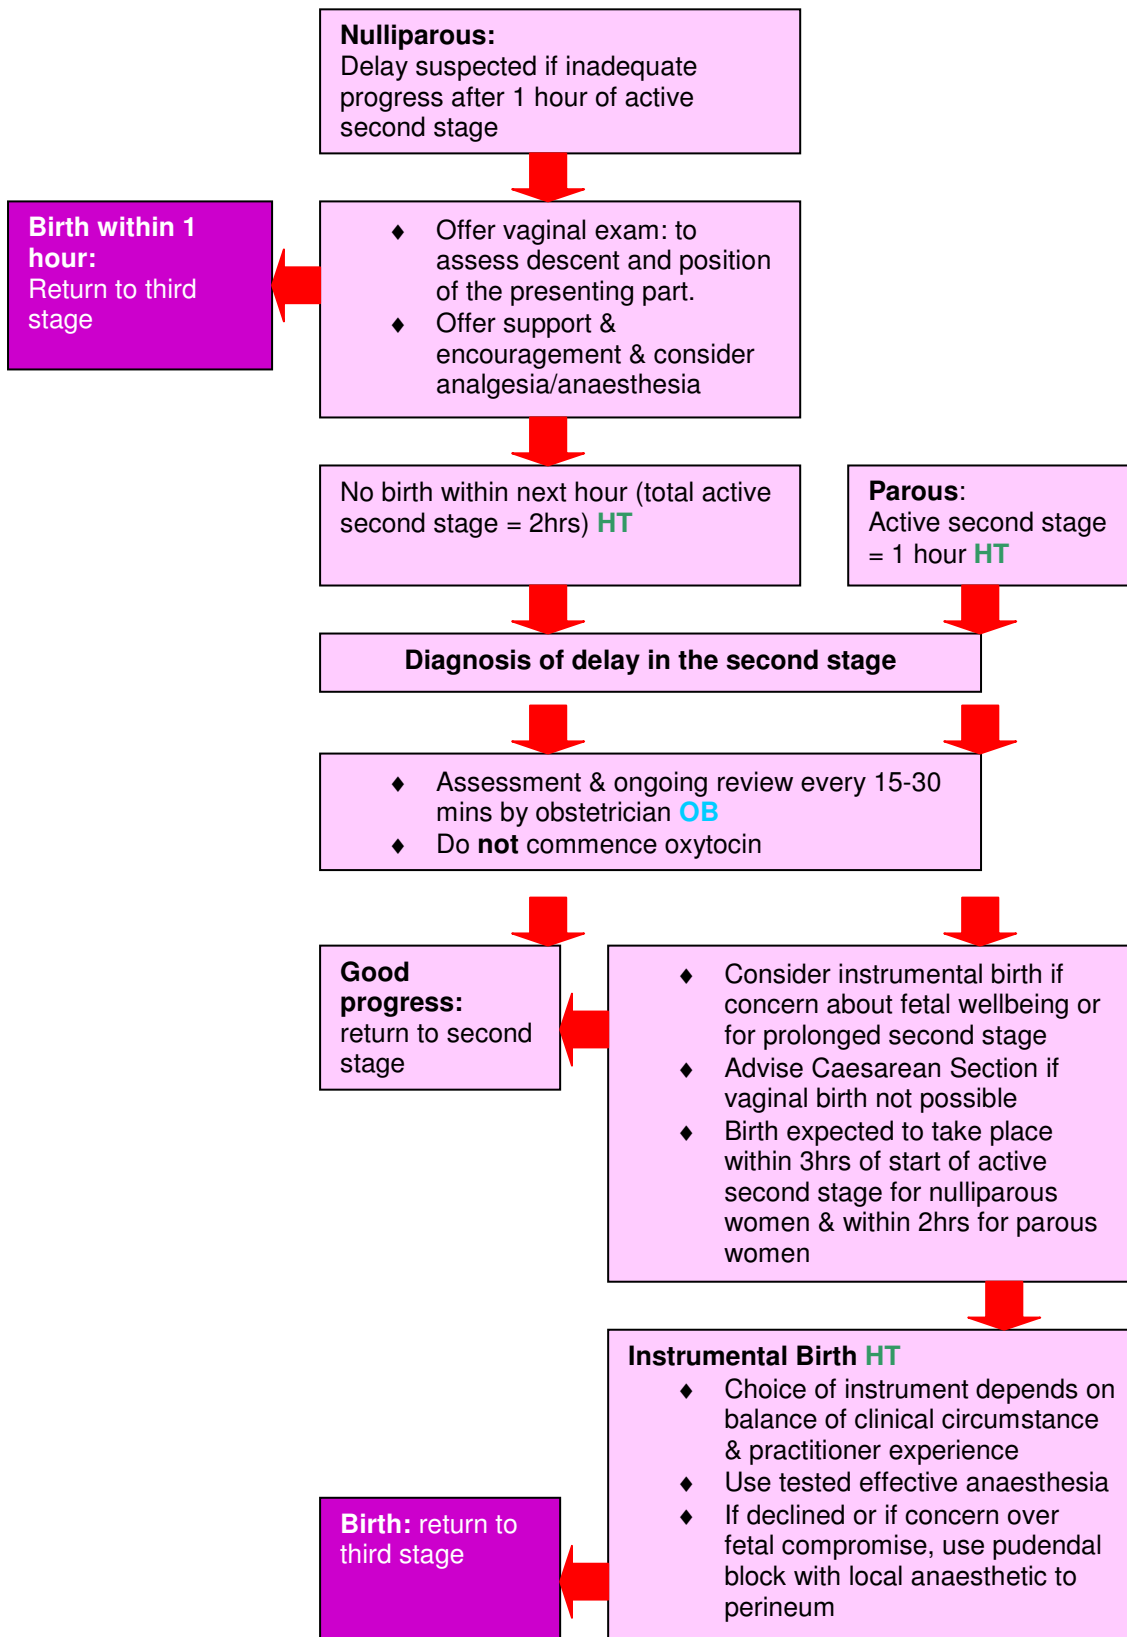 Nulliparous:
Delay suspected if inadequate
progress after 1 hour of active
second stage
Birth within 1
hour:
Return to third
stage
♦ Offer vaginal exam: to
assess descent and position
of the presenting part.
♦ Offer support &
encouragement & consider
analgesia/anaesthesia
No birth within next hour (total active
second stage = 2hrs) HT
Parous:
Active second stage
= 1 hour HT
Diagnosis of delay in the second stage
♦ Assessment & ongoing review every 15-30
mins by obstetrician OB
♦ Do not commence oxytocin
Good
progress:
return to second
stage
♦ Consider instrumental birth if
concern about fetal wellbeing or
for prolonged second stage
♦ Advise Caesarean Section if
vaginal birth not possible
♦ Birth expected to take place
within 3hrs of start of active
second stage for nulliparous
women & within 2hrs for parous
women
Instrumental Birth HT
♦ Choice of instrument depends on
balance of clinical circumstance
& practitioner experience
♦ Use tested effective anaesthesia
♦ If declined or if concern over
fetal compromise, use pudendal
block with local anaesthetic to
perineum
Birth: return to
third stage